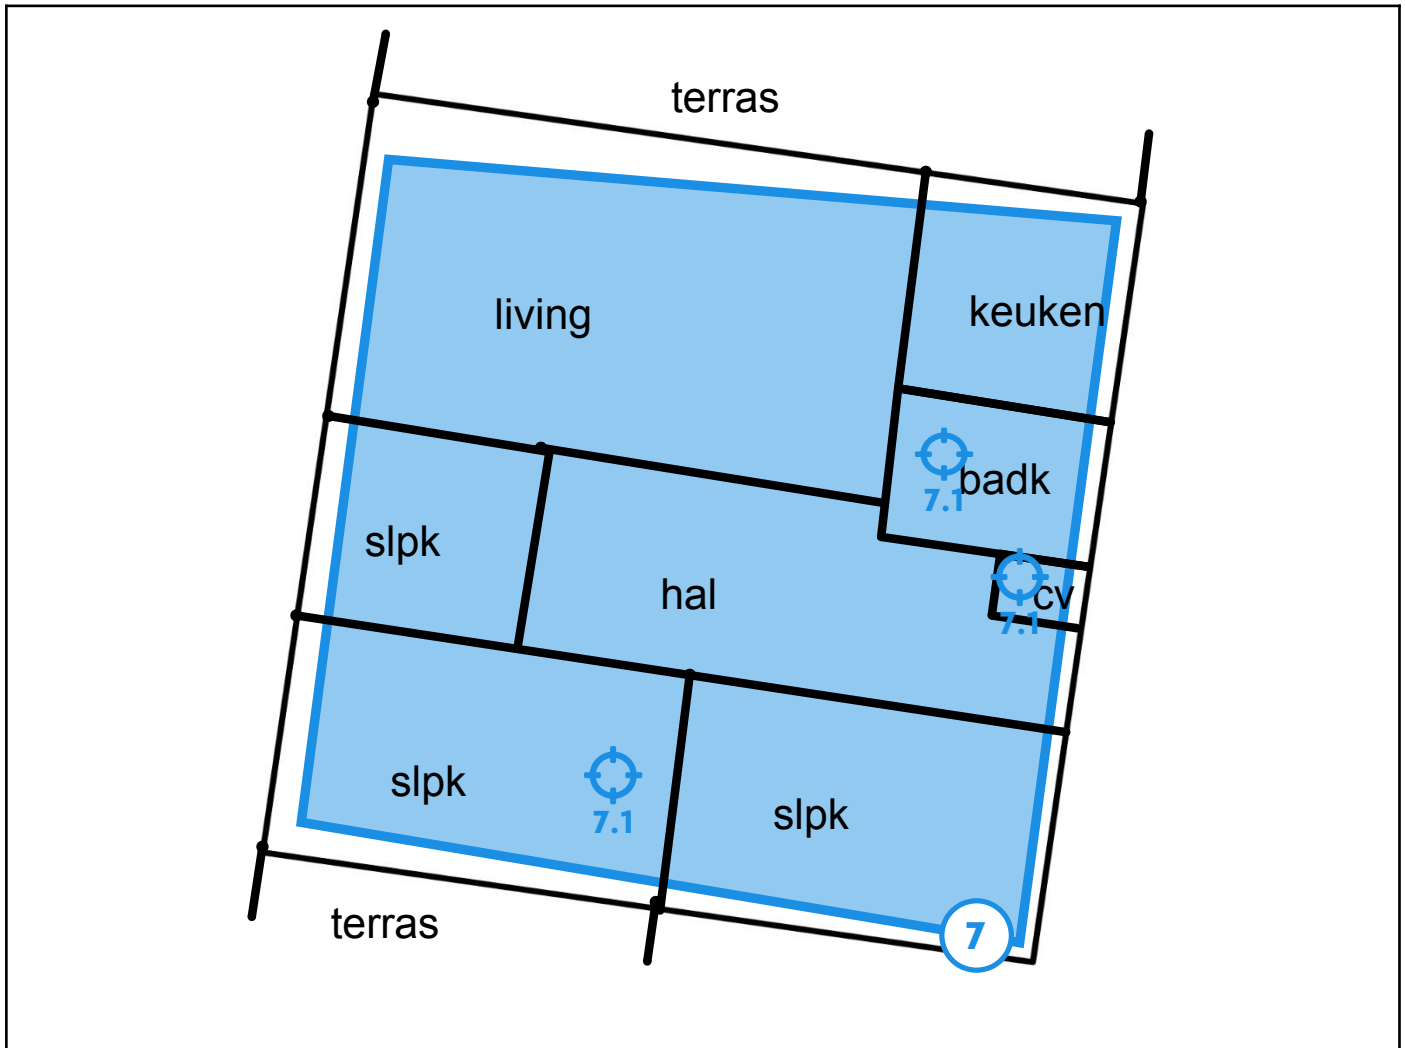 terras
living
keuken
badk
7.1
slpk
hal
cv
7.1
slpk
7.1
slpk
terras
7